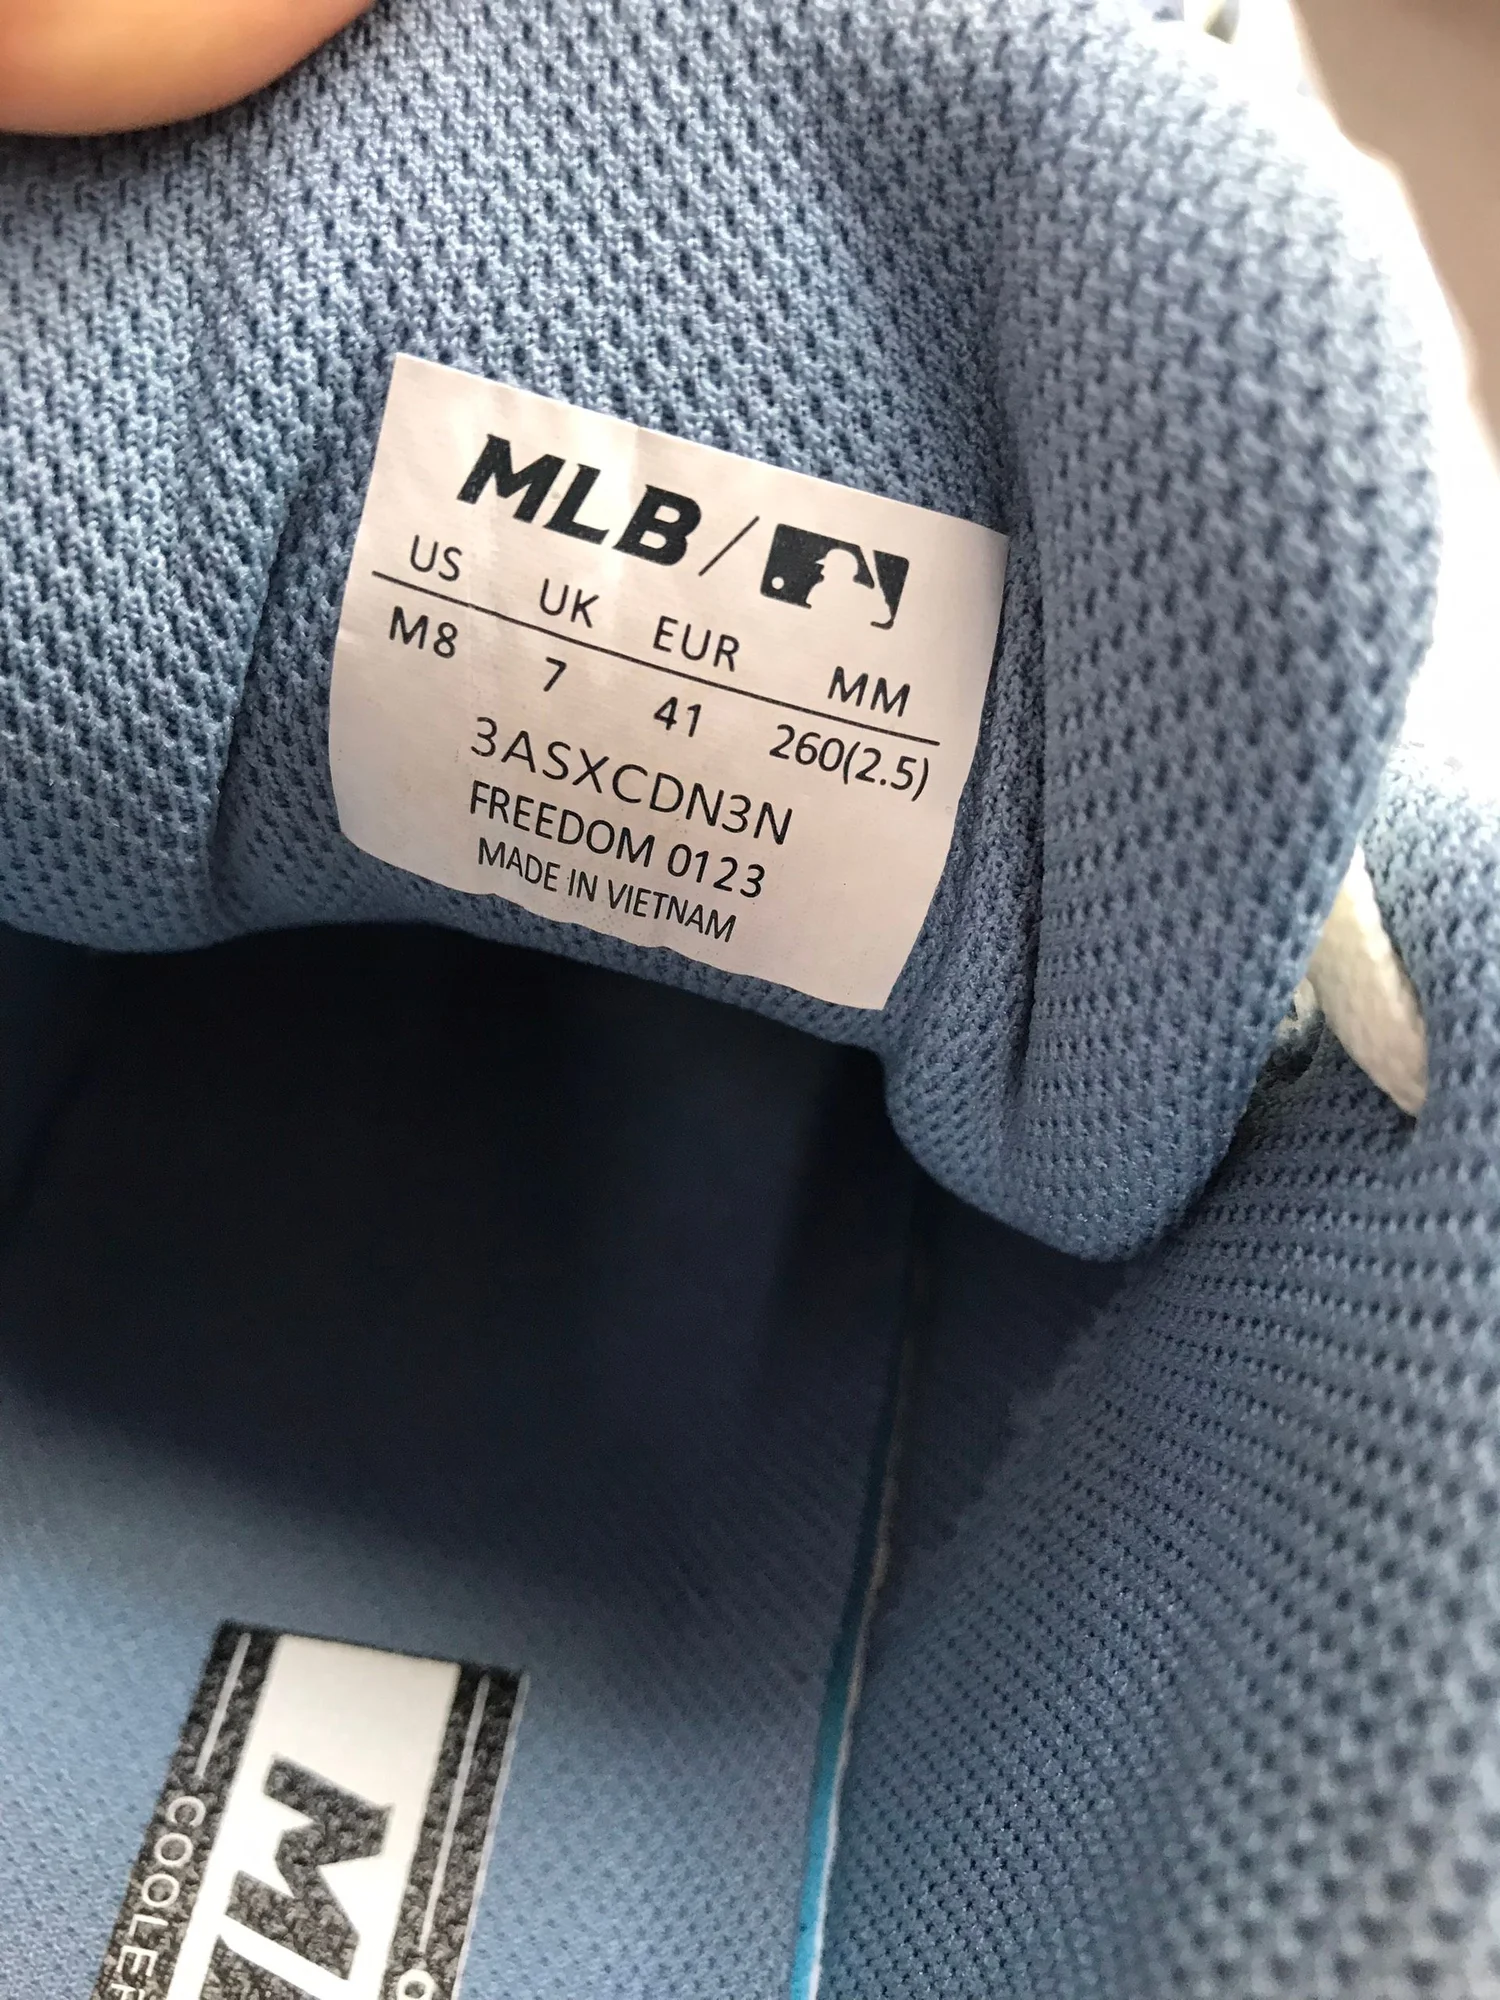 MLB /
US UK EUR MM
M8 7 41 260(2.5)
3ASXCDN3N
FREEDOM 0123
MADE IN VIETNAM